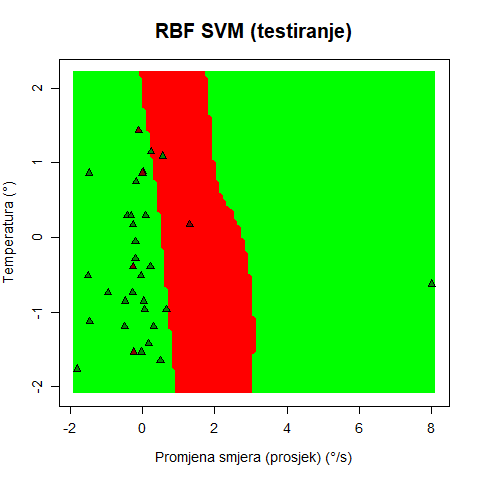 RBF SVM (testiranje)
Temperatura (°)
2
1
0
-1
-2
-2 0 2 4 6 8
Promjena smjera (prosjek) (°/s)